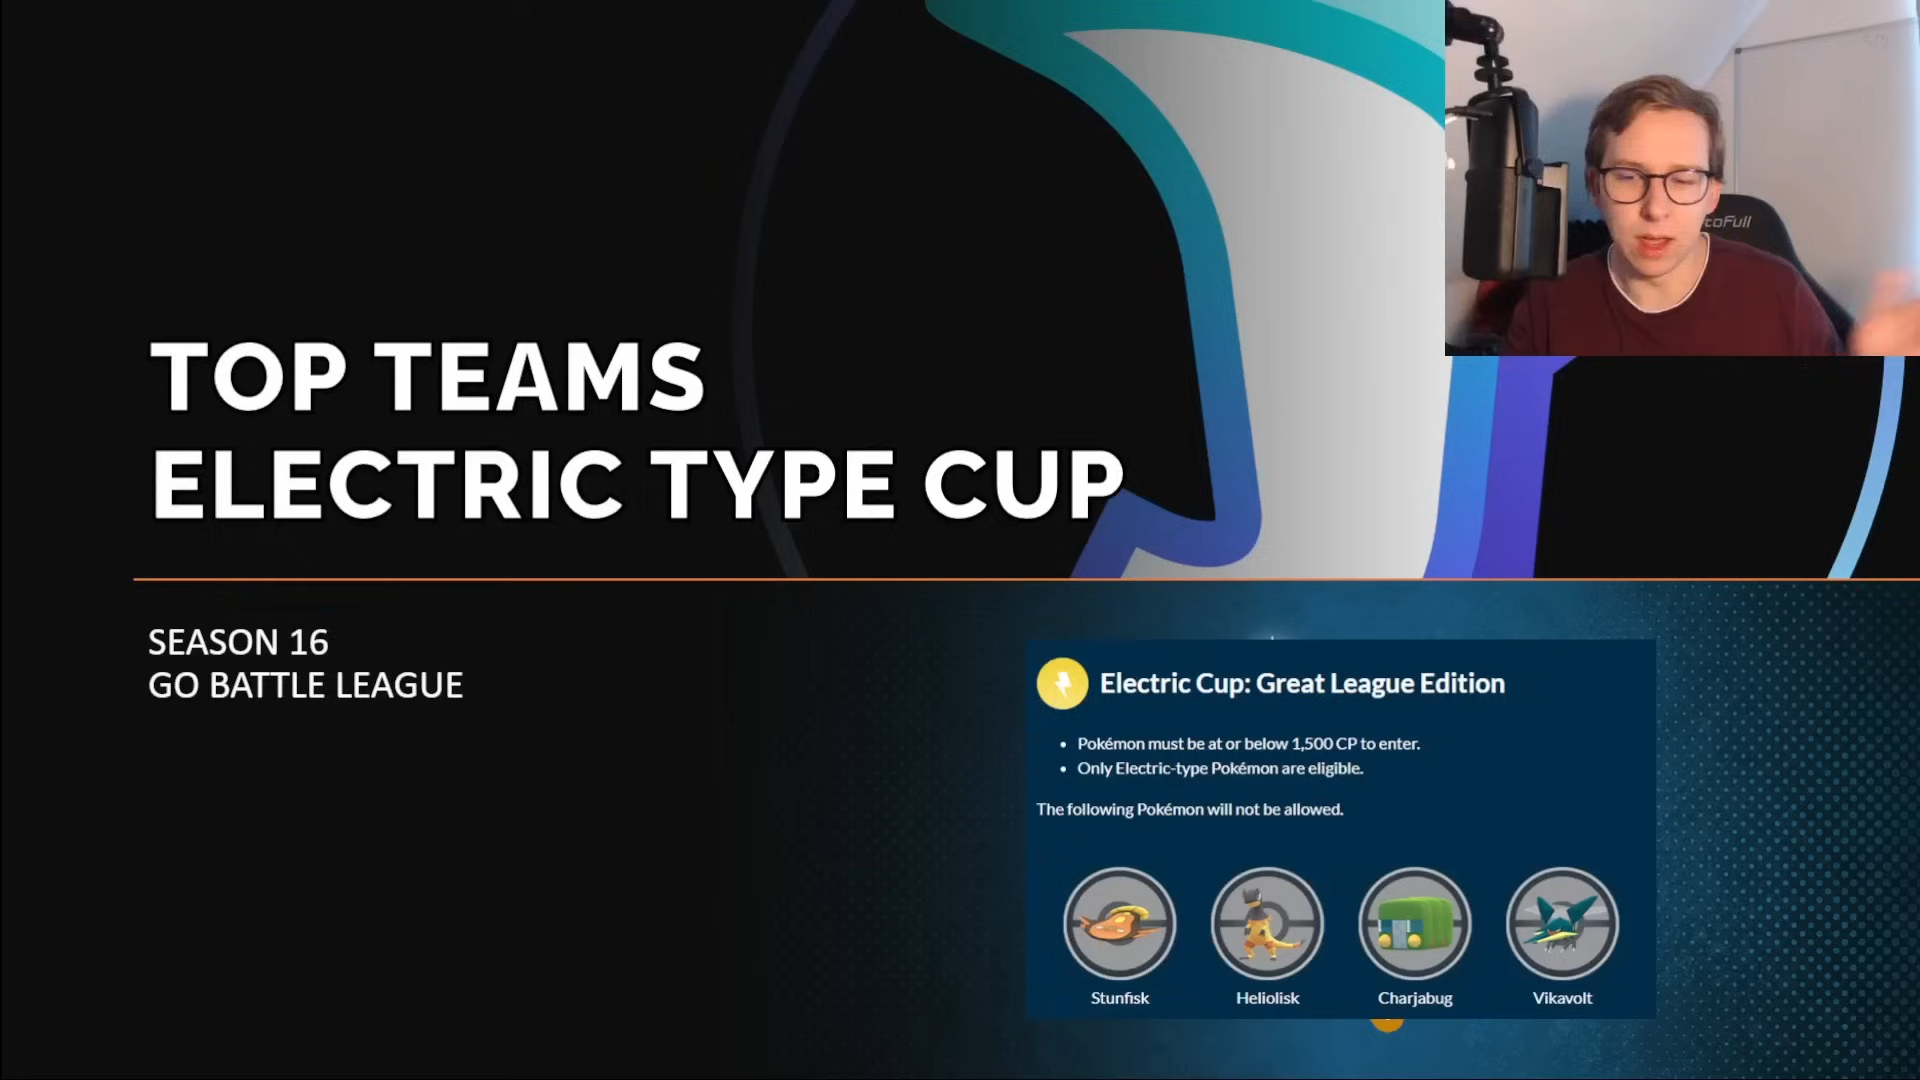 TOP TEAMS
ELECTRIC TYPE CUP
SEASON 16
GO BATTLE LEAGUE
Electric Cup: Great League Edition
• Pokémon must be at or below 1,500 CP to enter.
• Only Electric-type Pokémon are eligible.
The following Pokémon will not be allowed.
Stunfisk
Heliolisk
Charjabug
Vikavolt
toFull